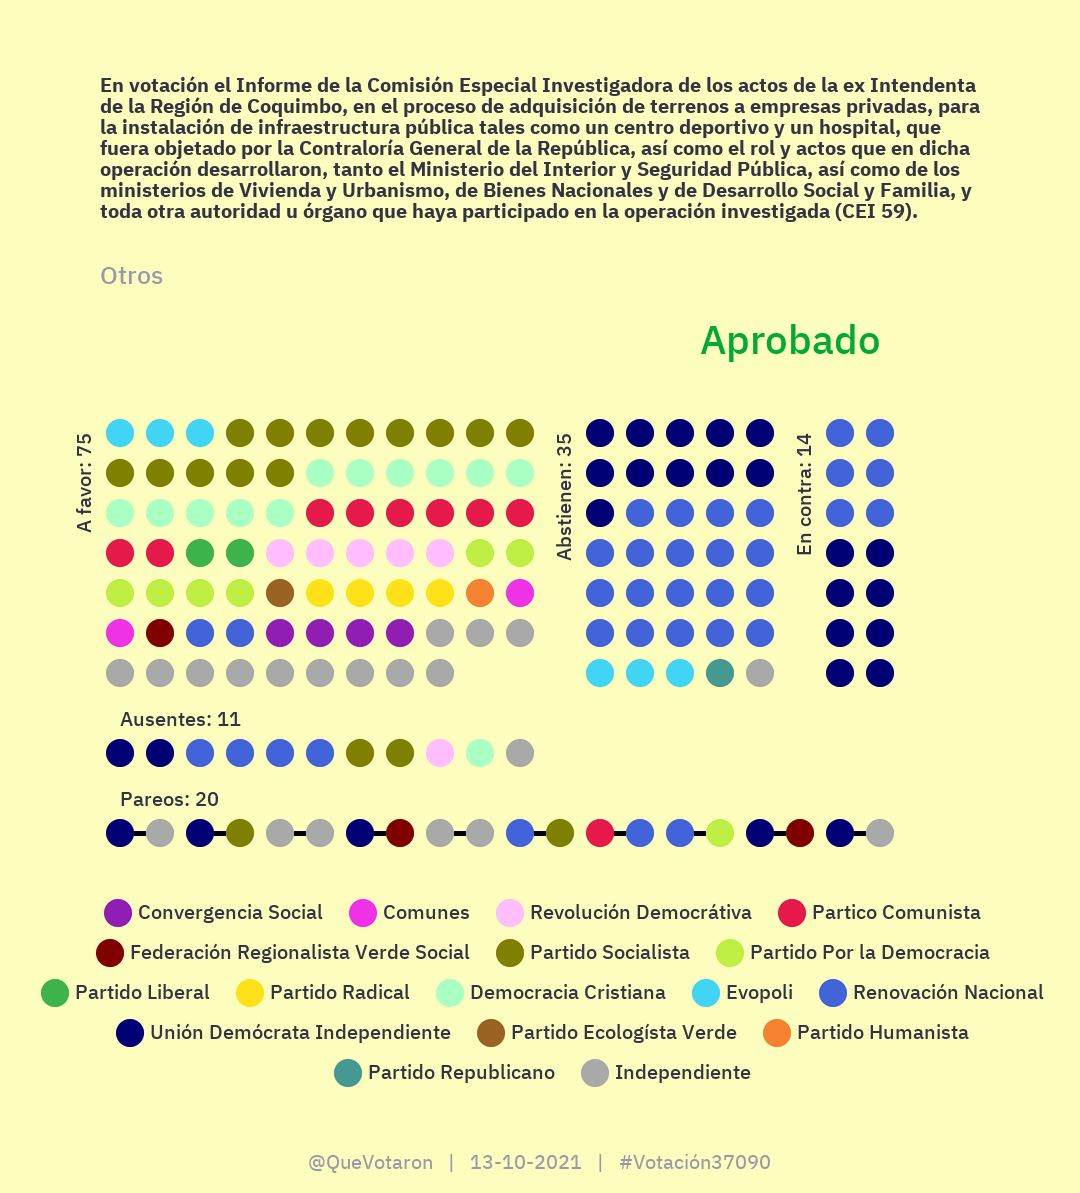 En votación el Informe de la Comisión Especial Investigadora de los actos de la ex Intendenta
de la Región de Coquimbo, en el proceso de adquisición de terrenos a empresas privadas, para
la instalación de infraestructura pública tales como un centro deportivo y un hospital, que
fuera objetado por la Contraloría General de la República, así como el rol y actos que en dicha
operación desarrollaron, tanto el Ministerio del Interior y Seguridad Pública, así como de los
ministerios de Vivienda y Urbanismo, de Bienes Nacionales y de Desarrollo Social y Familia, y
toda otra autoridad u órgano que haya participado en la operación investigada (CEI 59).
Otros
Aprobado
A favor: 75
Abstienen: 35
En contra: 14
Ausentes: 11
Pareos: 20
Convergencia Social Comunes Revolución Democrátiva Partico Comunista
Federación Regionalista Verde Social Partido Socialista Partido Por la Democracia
Partido Liberal Partido Radical Democracia Cristiana Evopoli Renovación Nacional
Unión Demócrata Independiente Partido Ecologísta Verde Partido Humanista
Partido Republicano Independiente
@QueVotaron | 13-10-2021 | #Votación37090